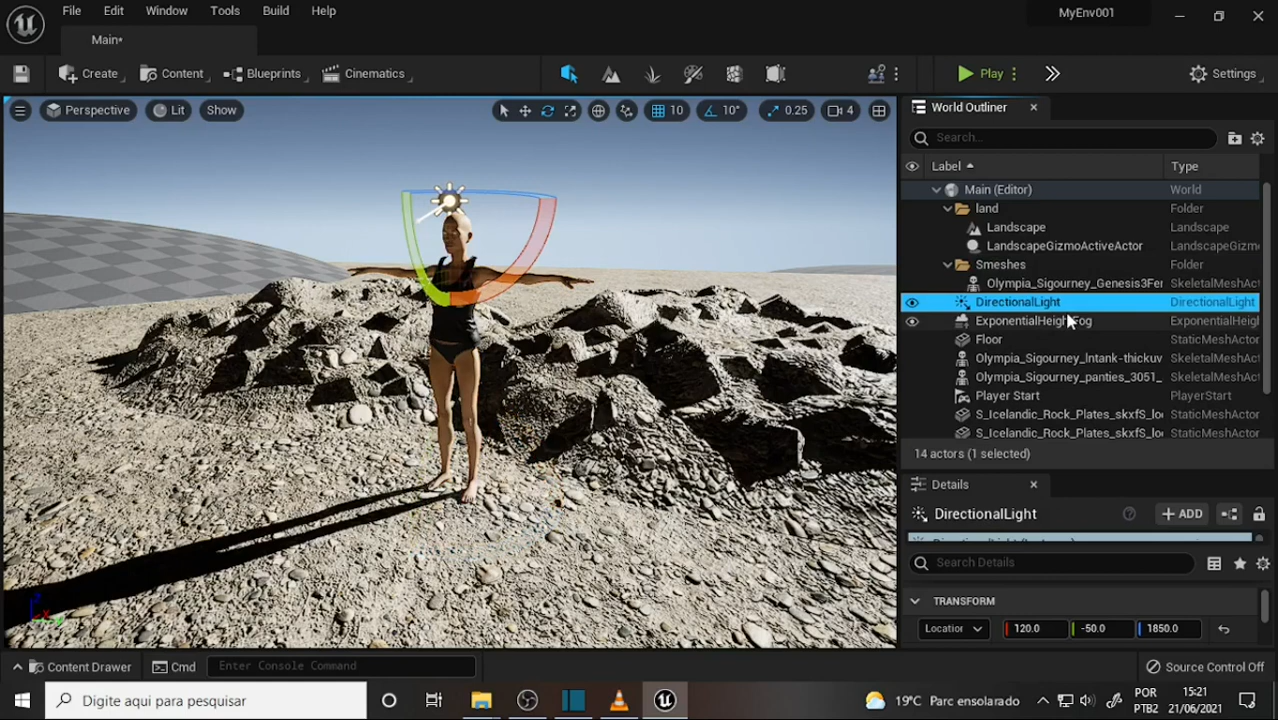 File Edit Window Tools Build Help
MyEnv001
Main•
Create Content Blueprints Cinematics Play Settings
Perspective Lit Show 10 10° 0.25 4
World Outliner
Search...
Label Type
Main (Editor) World
land Folder
Landscape Landscape
LandscapeGizmoActiveActor LandscapeGizmo
Smeshes Folder
Olympia_Sigourney_Genesis3Fer SkeletalMeshAct
DirectionalLight DirectionalLight
ExponentialHeightFog ExponentialHeig
Floor StaticMeshActor
Olympia_Sigourney_lntank-thickuv SkeletalMeshAct
Olympia_Sigourney_panties_3051_ SkeletalMeshAct
Player Start PlayerStart
S_Icelandic_Rock_Plates_skxfS_lo StaticMeshActor
S_Icelandic_Rock_Plates_skxfS_lo StaticMeshActor
14 actors (1 selected)
Details
DirectionalLight ADD
Search Details
TRANSFORM
Location 120.0 -50.0 1850.0
Content Drawer Cmd Enter Console Command Source Control Off
Digite aqui para pesquisar 19°C Parc ensolarado POR 15:21
PTB2 21/06/2021